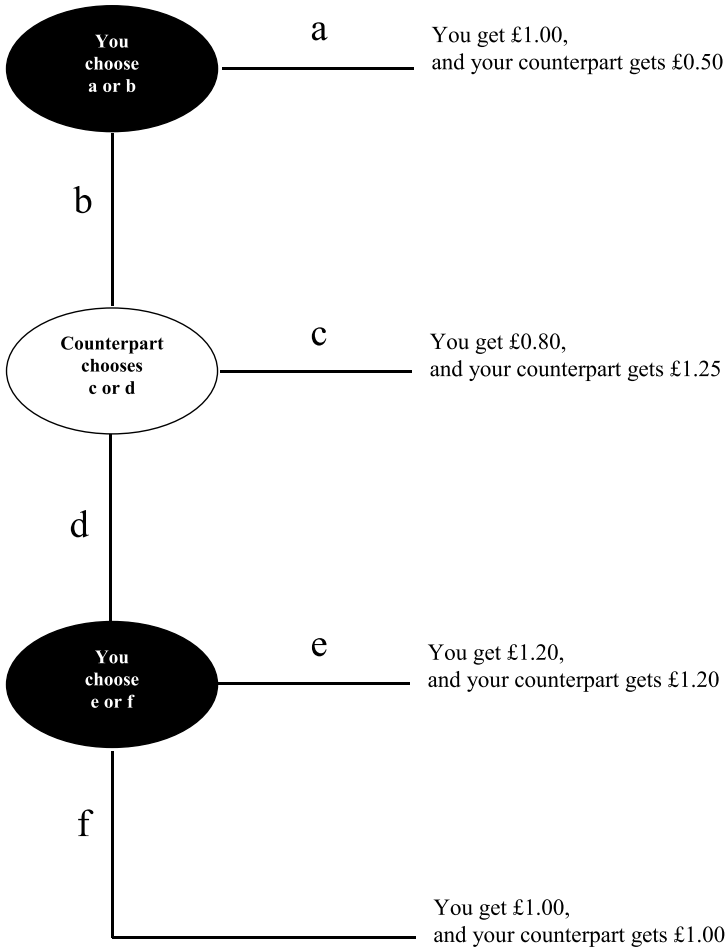 You
choose
a or b
a
You get £1.00,
and your counterpart gets £0.50
b
Counterpart
chooses
c or d
c
You get £0.80,
and your counterpart gets £1.25
d
You
choose
e or f
e
You get £1.20,
and your counterpart gets £1.20
f
You get £1.00,
and your counterpart gets £1.00